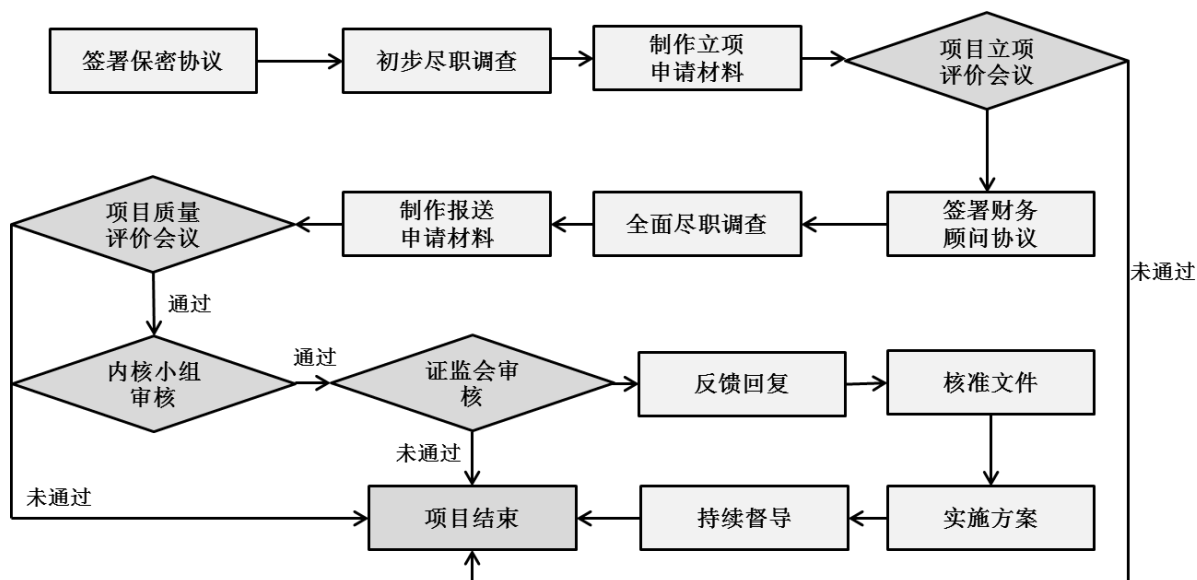 签署保密协议
初步尽职调查
制作立项
申请材料
项目立项
评价会议
项目质量
评价会议
制作报送
申请材料
全面尽职调查
签署财务
顾问协议
未通过
通过
内核小组
审核
通过
证监会审
核
反馈回复
核准文件
未通过
未通过
项目结束
持续督导
实施方案